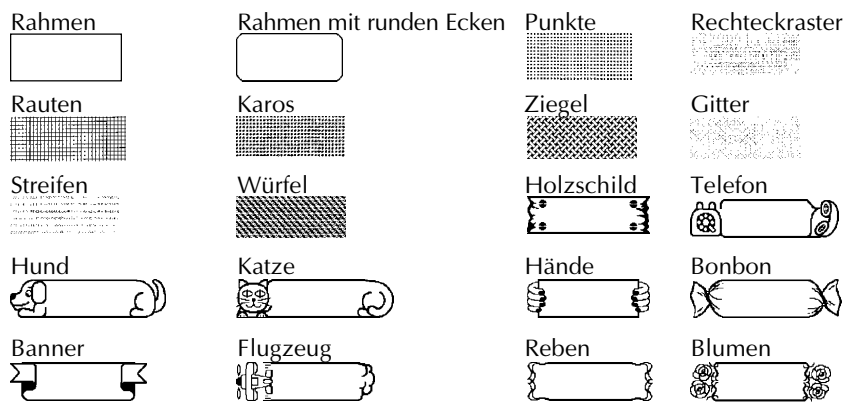 Rahmen Rahmen mit runden Ecken Punkte Rechteckraster
Rauten Karos Ziegel Gitter
Streifen Würfel Holzschild Telefon
Hund Katze Hände Bonbon
Banner Flugzeug Reben Blumen